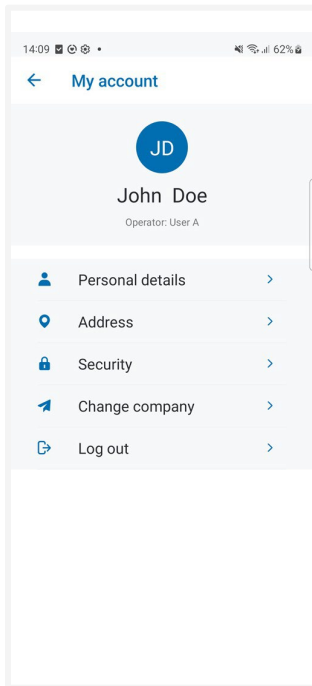 14:09 62%
My account
JD
John Doe
Operator: User A
Personal details
Address
Security
Change company
Log out